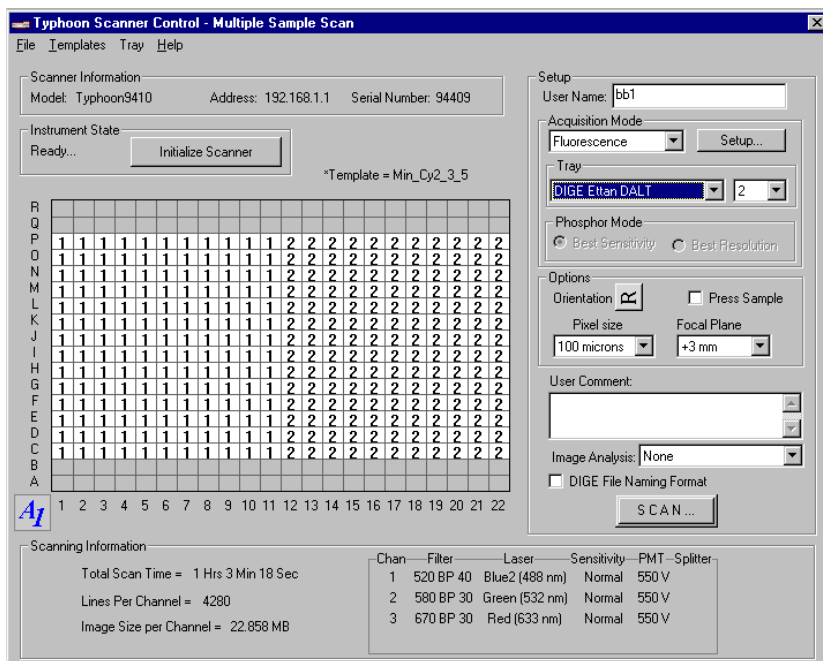 Typhoon Scanner Control - Multiple Sample Scan
File Templates Tray Help
Scanner Information
Model: Typhoon9410 Address: 192.168.1.1 Serial Number: 94409
Instrument State
Ready... Initialize Scanner
*Template = Min_Cy2_3_5
R
Q
P 1 1 1 1 1 1 1 1 1 1 1 2 2 2 2 2 2 2 2 2 2 2
O 1 1 1 1 1 1 1 1 1 1 1 2 2 2 2 2 2 2 2 2 2 2
N 1 1 1 1 1 1 1 1 1 1 1 2 2 2 2 2 2 2 2 2 2 2
M 1 1 1 1 1 1 1 1 1 1 1 2 2 2 2 2 2 2 2 2 2 2
L 1 1 1 1 1 1 1 1 1 1 1 2 2 2 2 2 2 2 2 2 2 2
K 1 1 1 1 1 1 1 1 1 1 1 2 2 2 2 2 2 2 2 2 2 2
J 1 1 1 1 1 1 1 1 1 1 1 2 2 2 2 2 2 2 2 2 2 2
I 1 1 1 1 1 1 1 1 1 1 1 2 2 2 2 2 2 2 2 2 2 2
H 1 1 1 1 1 1 1 1 1 1 1 2 2 2 2 2 2 2 2 2 2 2
G 1 1 1 1 1 1 1 1 1 1 1 2 2 2 2 2 2 2 2 2 2 2
F 1 1 1 1 1 1 1 1 1 1 1 2 2 2 2 2 2 2 2 2 2 2
E 1 1 1 1 1 1 1 1 1 1 1 2 2 2 2 2 2 2 2 2 2 2
D 1 1 1 1 1 1 1 1 1 1 1 2 2 2 2 2 2 2 2 2 2 2
C 1 1 1 1 1 1 1 1 1 1 1 2 2 2 2 2 2 2 2 2 2 2
B
A
A1 1 2 3 4 5 6 7 8 9 10 11 12 13 14 15 16 17 18 19 20 21 22
Setup
User Name: bb1
Acquisition Mode
Fluorescence Setup...
Tray
DIGE Ettan DALT 2
Phosphor Mode
Best Sensitivity Best Resolution
Options
Orientation R Press Sample
Pixel size Focal Plane
100 microns +3 mm
User Comment:
Image Analysis: None
DIGE File Naming Format
SCAN...
Scanning Information
Total Scan Time = 1 Hrs 3 Min 18 Sec
Lines Per Channel = 4280
Image Size per Channel = 22.858 MB
Chan Filter Laser Sensitivity PMT Splitter
1 520 BP 40 Blue2 (488 nm) Normal 550 V
2 580 BP 30 Green (532 nm) Normal 550 V
3 670 BP 30 Red (633 nm) Normal 550 V